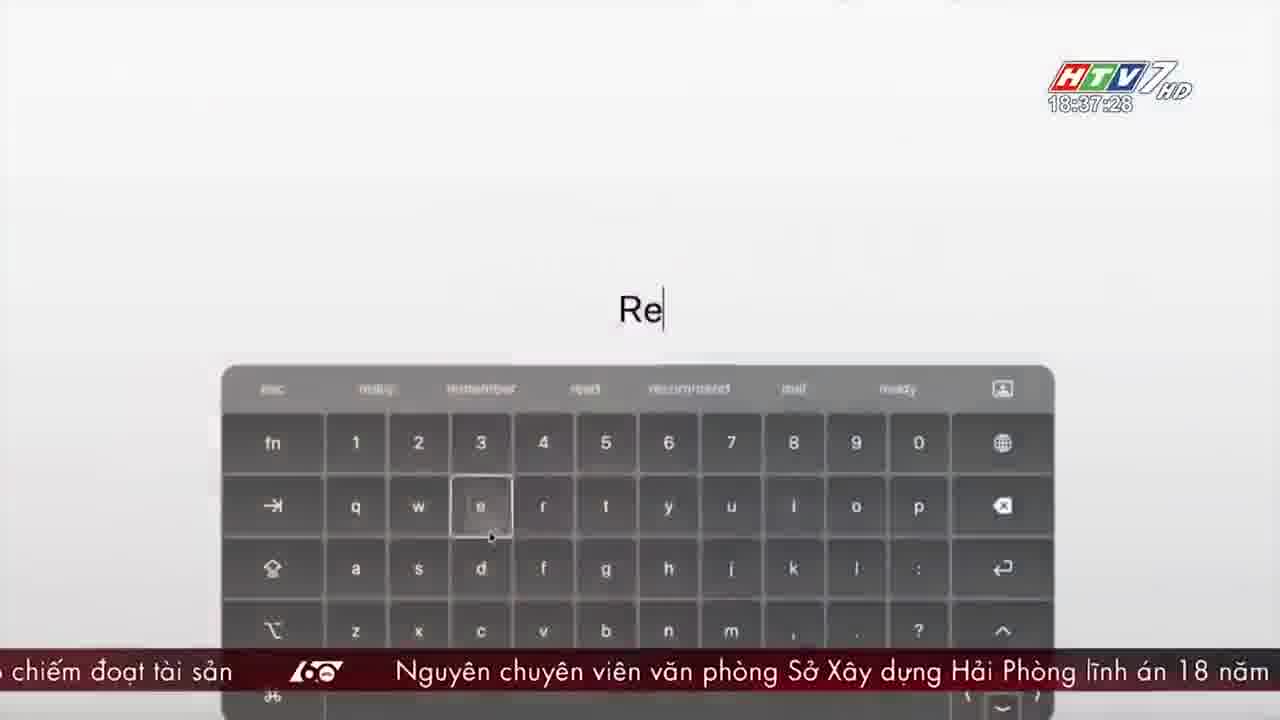 HTV7 HD
18:37:28
Re
esc remember read recommend ready
fn 1 2 3 4 5 6 7 8 9 0
q w e r t y u i o p
a s d f g h j k l :
z x c v b n m , . ?
chiếm đoạt tài sản 60 Nguyên chuyên viên văn phòng Sở Xây dựng Hải Phòng lĩnh án 18 năm